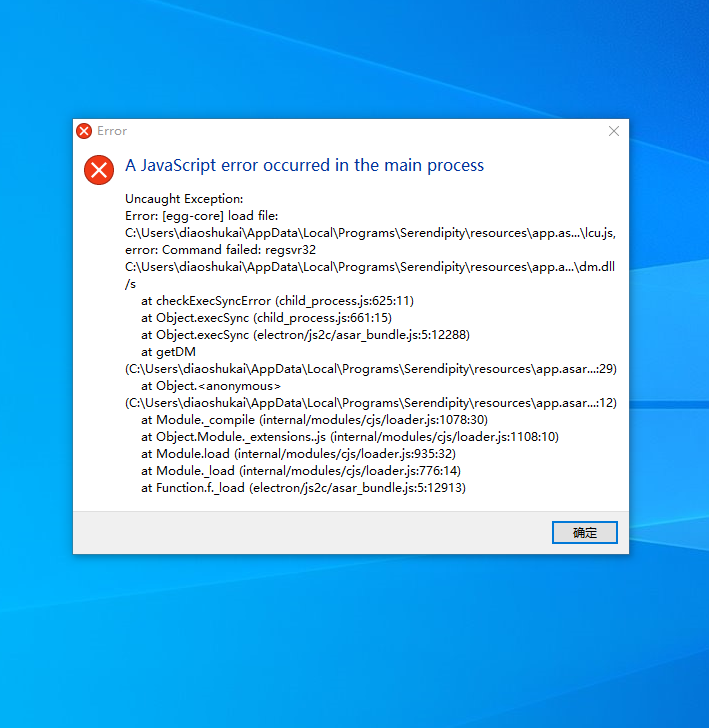 Error
A JavaScript error occurred in the main process
Uncaught Exception:
Error: [egg-core] load file:
C:\Users\diaoshukai\AppData\Local\Programs\Serendipity\resources\app.as...\lcu.js,
error: Command failed: regsvr32
C:\Users\diaoshukai\AppData\Local\Programs\Serendipity\resources\app.a...\dm.dll
/s
at checkExecSyncError (child_process.js:625:11)
at Object.execSync (child_process.js:661:15)
at Object.execSync (electron/js2c/asar_bundle.js:5:12288)
at getDM
(C:\Users\diaoshukai\AppData\Local\Programs\Serendipity\resources\app.asar...:29)
at Object.<anonymous>
(C:\Users\diaoshukai\AppData\Local\Programs\Serendipity\resources\app.asar...:12)
at Module._compile (internal/modules/cjs/loader.js:1078:30)
at Object.Module._extensions..js (internal/modules/cjs/loader.js:1108:10)
at Module.load (internal/modules/cjs/loader.js:935:32)
at Module._load (internal/modules/cjs/loader.js:776:14)
at Function.f._load (electron/js2c/asar_bundle.js:5:12913)
确定